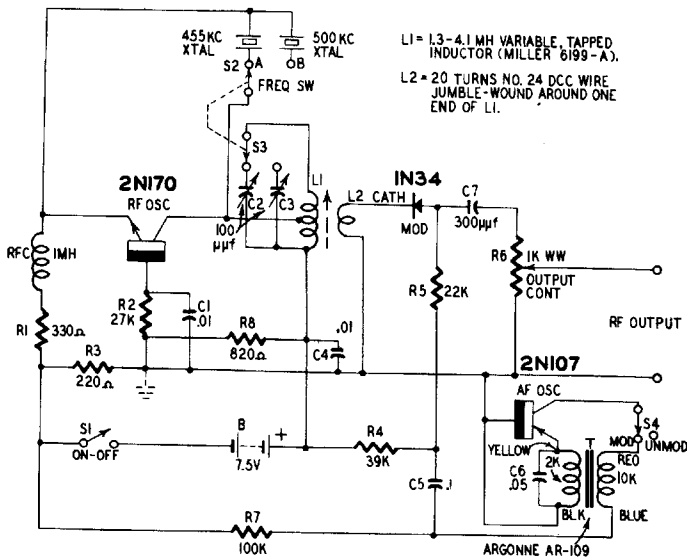 455KC
XTAL
500KC
XTAL
S2
A
B
FREQ SW
L1 = 1.3-4.1 MH VARIABLE, TAPPED
INDUCTOR (MILLER 6199-A).
L2 = 20 TURNS NO. 24 DCC WIRE
JUMBLE-WOUND AROUND ONE
END OF L1.
S3
2N170
RF OSC
C2
C3
L1
L2
CATH
1N34
MOD
C7
300µµf
100
µµf
RFC
1MH
R6
1K WW
OUTPUT
CONT
R5
22K
R2
27K
C1
.01
R1
330Ω
R8
820Ω
.01
C4
RF OUTPUT
R3
220Ω
2N107
AF OSC
S1
ON-OFF
B
+
7.5V
R4
39K
S4
MOD
UNMOD
YELLOW
T
RED
2K
10K
C6
.05
C5
.1
BLK
BLUE
R7
100K
ARGONNE AR-109